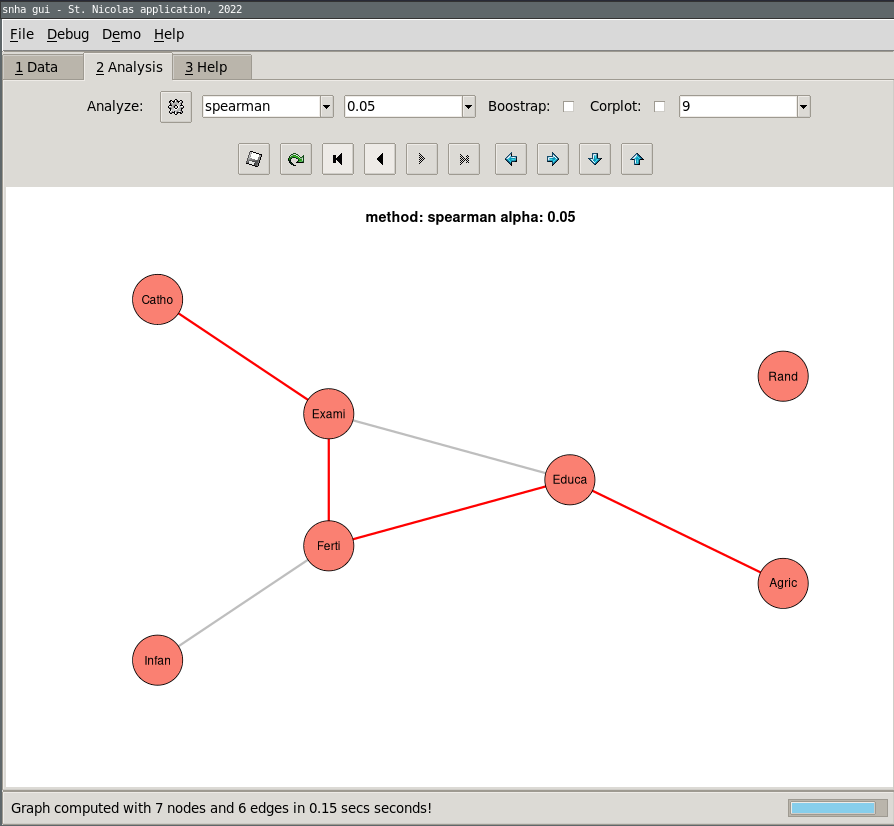 snha gui - St. Nicolas application, 2022
File Debug Demo Help
1 Data 2 Analysis 3 Help
Analyze: spearman 0.05 Boostrap: Corplot: 9
method: spearman alpha: 0.05
Catho
Rand
Exami
Educa
Ferti
Agric
Infan
Graph computed with 7 nodes and 6 edges in 0.15 secs seconds!